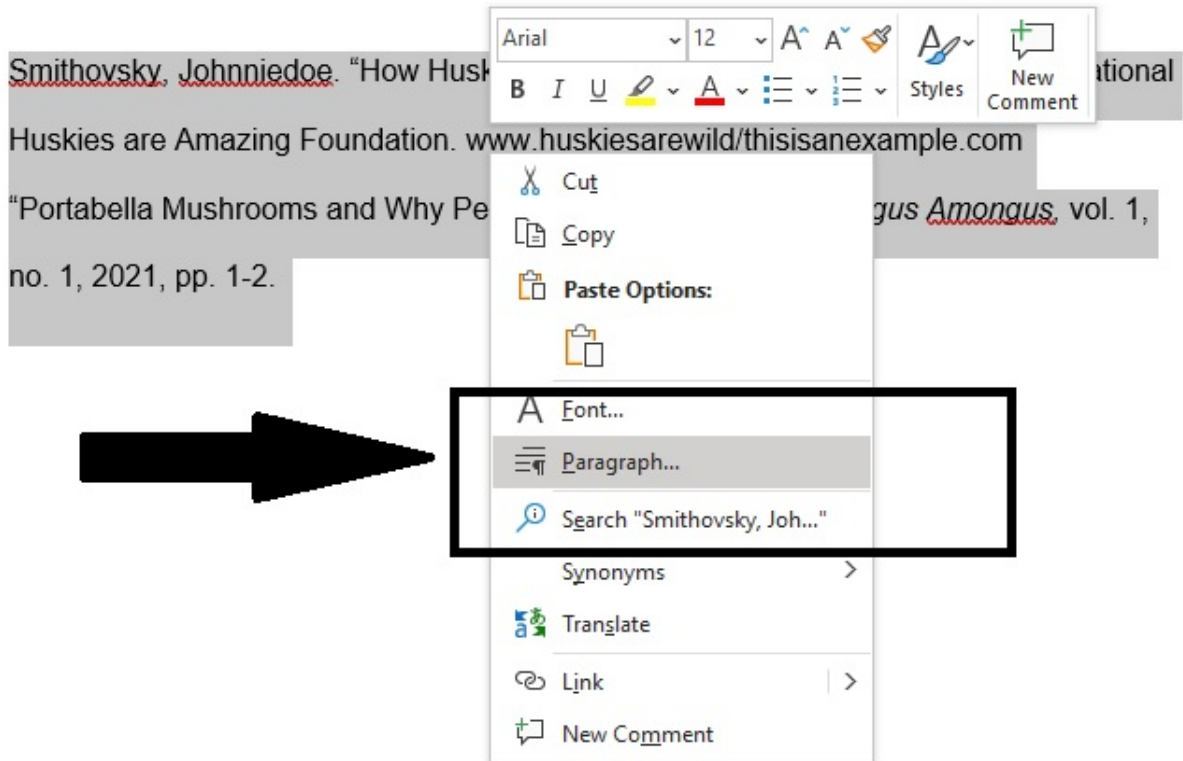 Arial 12
B I U A Styles New Comment
Smithovsky, Johnniedoe. “How Husk ational
Huskies are Amazing Foundation. www.huskiesarewild/thisisanexample.com
“Portabella Mushrooms and Why Pe gus Amongus, vol. 1,
no. 1, 2021, pp. 1-2.
Cut
Copy
Paste Options:
Font...
Paragraph...
Search "Smithovsky, Joh..."
Synonyms
Translate
Link
New Comment